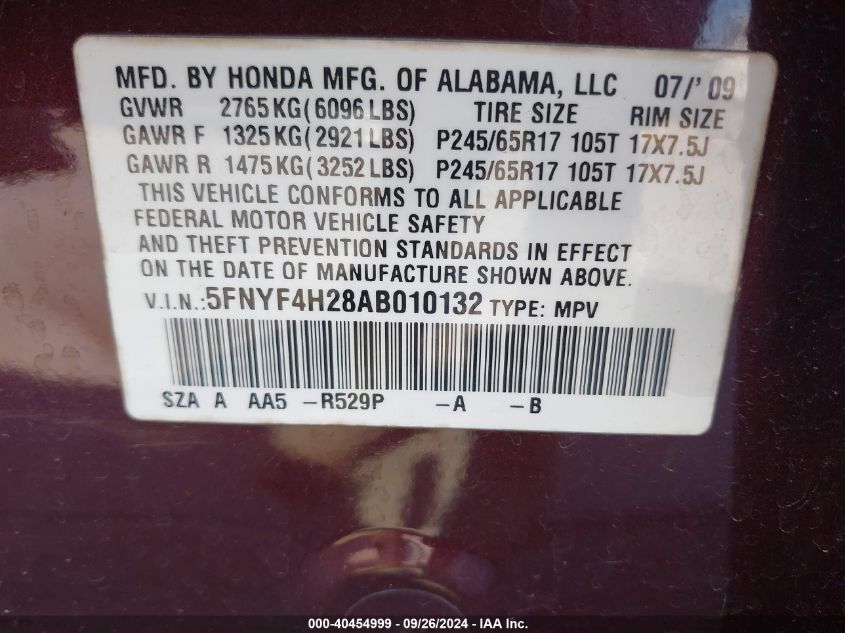 MFD. BY HONDA MFG. OF ALABAMA, LLC 07/'09
GVWR 2765KG(6096LBS) TIRE SIZE RIM SIZE
GAWR F 1325KG(2921LBS) P245/65R17 105T 17X7.5J
GAWR R 1475KG(3252LBS) P245/65R17 105T 17X7.5J
THIS VEHICLE CONFORMS TO ALL APPLICABLE
FEDERAL MOTOR VEHICLE SAFETY
AND THEFT PREVENTION STANDARDS IN EFFECT
ON THE DATE OF MANUFACTURE SHOWN ABOVE.
V.I.N.:5FNYF4H28AB010132 TYPE: MPV
SZA A AA5 -R529P -A -B
000-40454999 - 09/26/2024 - IAA Inc.